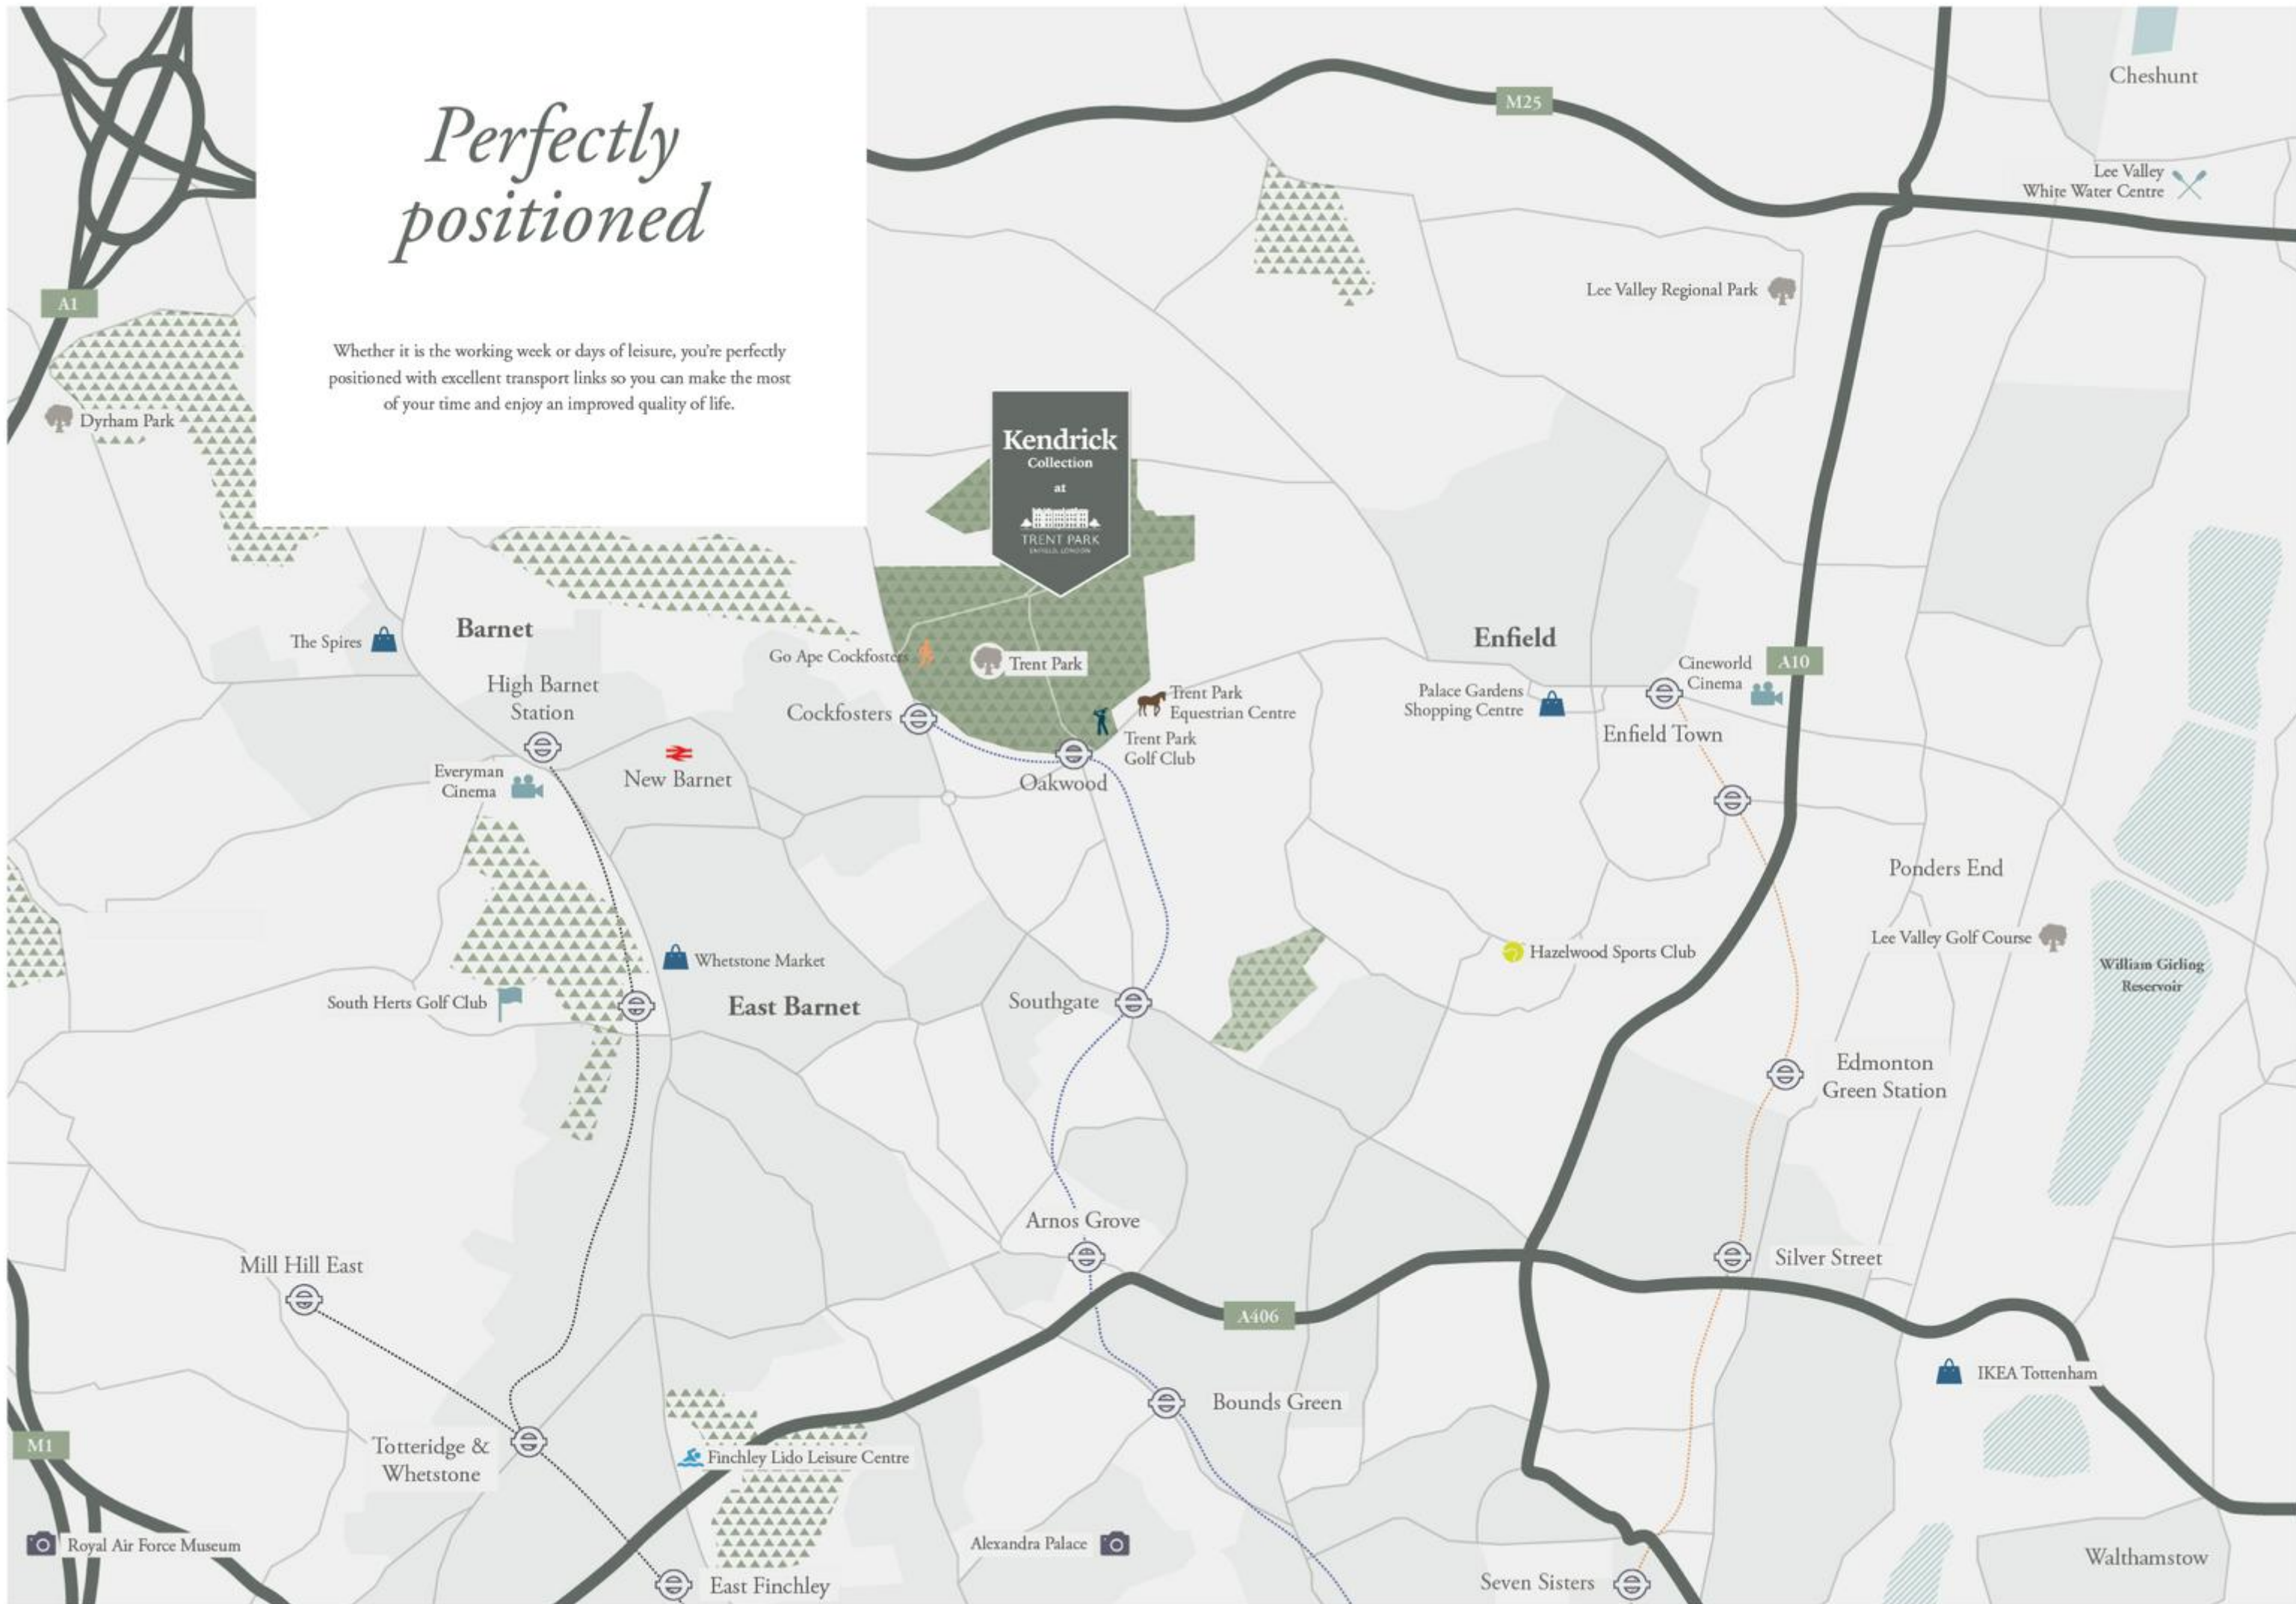 Perfectly
positioned
Whether it is the working week or days of leisure, you're perfectly
positioned with excellent transport links so you can make the most
of your time and enjoy an improved quality of life.
M25
Cheshunt
Lee Valley
White Water Centre
A1
Lee Valley Regional Park
Dyrham Park
Kendrick
Collection
at
TRENT PARK
ENFIELD, LONDON
The Spires
Barnet
High Barnet
Station
Go Ape Cockfosters
Trent Park
Cockfosters
Trent Park
Equestrian Centre
Trent Park
Golf Club
Oakwood
Enfield
Palace Gardens
Shopping Centre
Cineworld
Cinema
A10
Enfield Town
Everyman
Cinema
New Barnet
Ponders End
Lee Valley Golf Course
William Girling
Reservoir
Hazelwood Sports Club
Whetstone Market
South Herts Golf Club
East Barnet
Southgate
Edmonton
Green Station
Arnos Grove
Mill Hill East
Silver Street
A406
IKEA Tottenham
Bounds Green
M1
Totteridge &
Whetstone
Finchley Lido Leisure Centre
Royal Air Force Museum
Alexandra Palace
East Finchley
Seven Sisters
Walthamstow